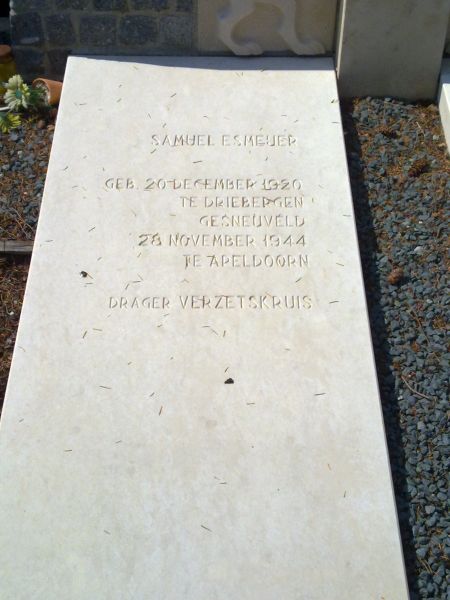 SAMUEL ESMEIJER
GEB. 20 DECEMBER 1920
TE DRIEBERGEN
GESNEUVELD
28 NOVEMBER 1944
TE APELDOORN
DRAGER VERZETSKRUIS